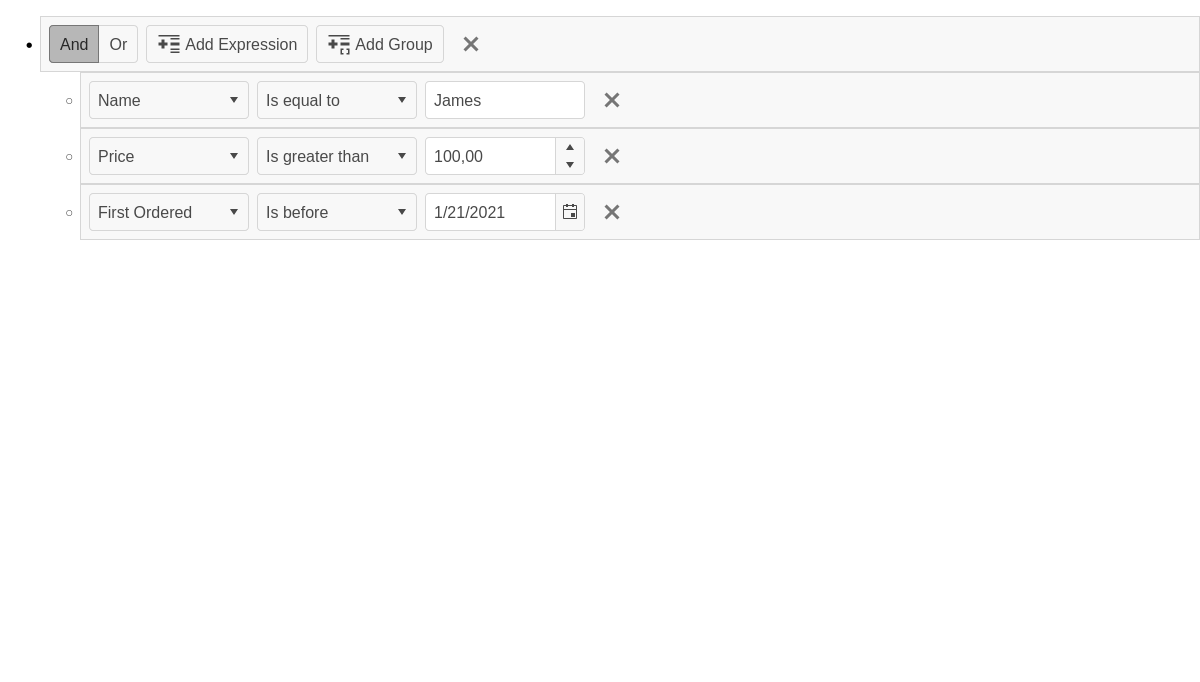 And Or Add Expression Add Group
Name Is equal to James
Price Is greater than 100,00
First Ordered Is before 1/21/2021